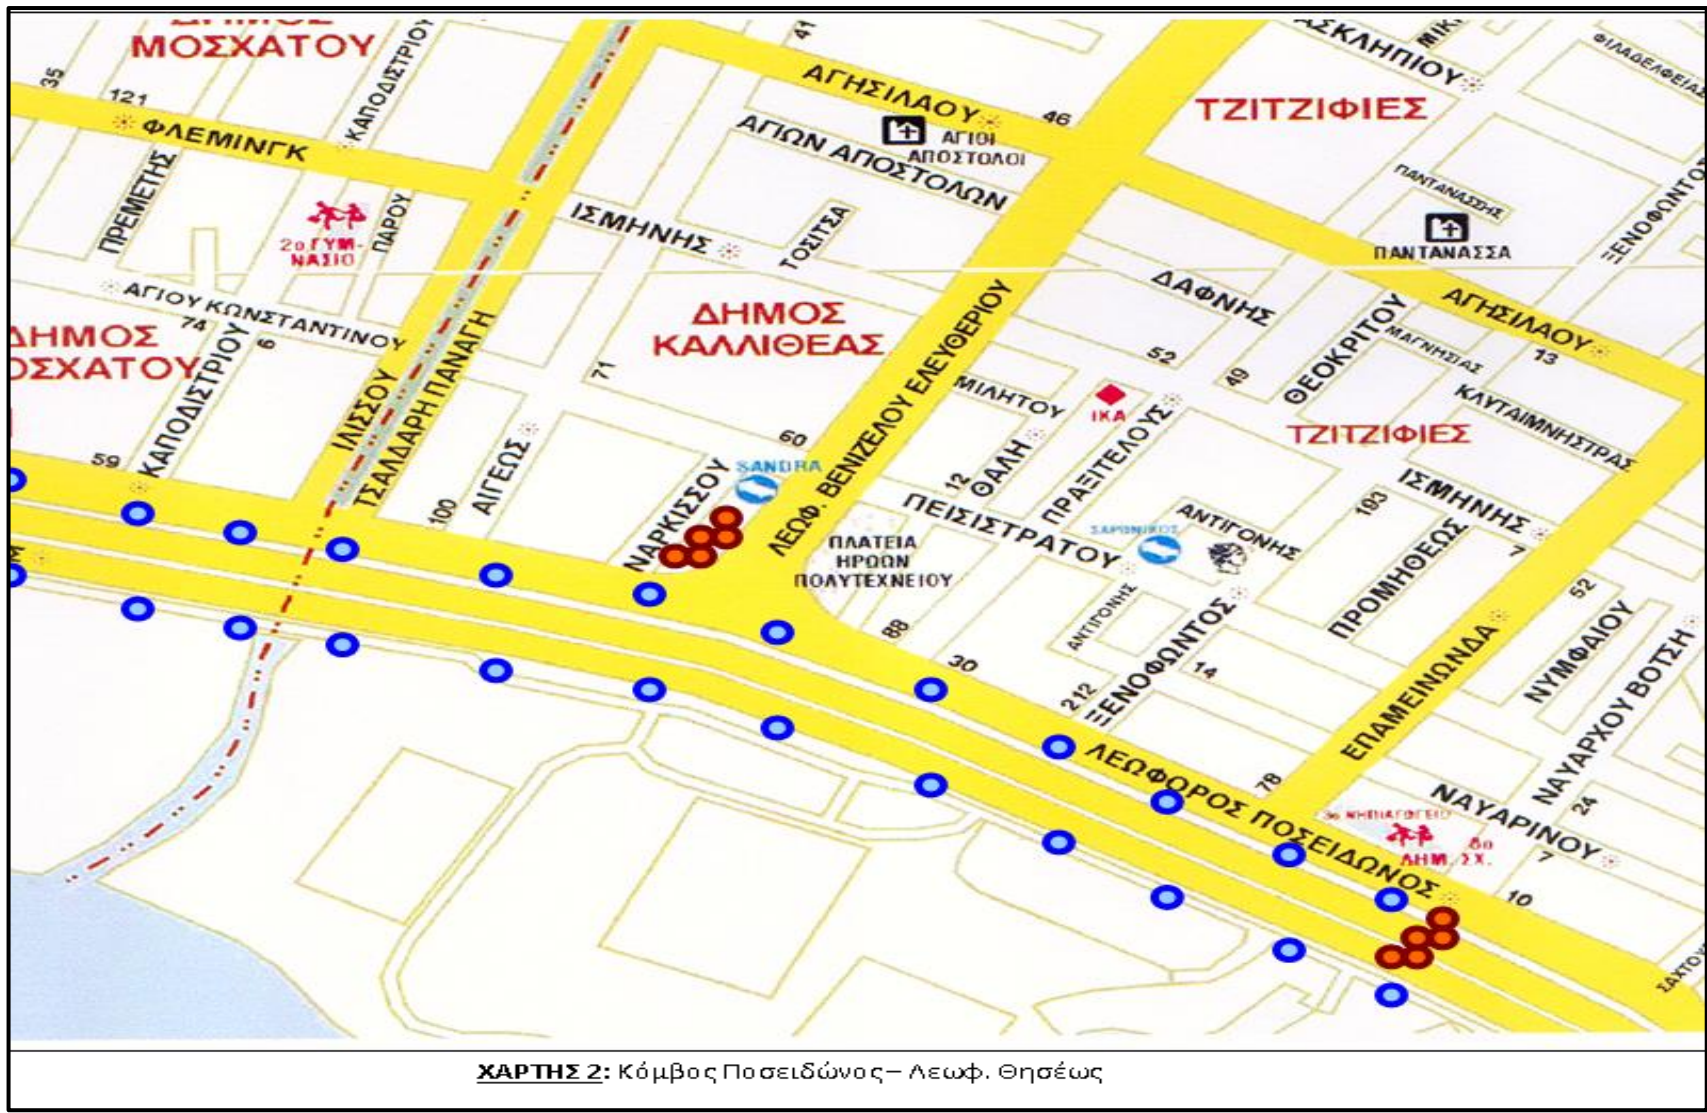 ΔΗΜΟΣ
ΜΟΣΧΑΤΟΥ
35
121
ΦΛΕΜΙΝΓΚ
ΚΑΠΟΔΙΣΤΡΙΟΥ
41
ΑΓΗΣΙΛΑΟΥ
46
ΑΓΙΩΝ ΑΠΟΣΤΟΛΩΝ
ΑΓΙΟΙ
ΑΠΟΣΤΟΛΟΙ
ΑΣΚΛΗΠΙΟΥ
ΤΖΙΤΖΙΦΙΕΣ
ΠΡΕΜΕΤΗΣ
2ο ΓΥΜ-
ΝΑΣΙΟ
ΠΑΡΟΥ
ΙΣΜΗΝΗΣ
ΤΟΣΙΤΣΑ
ΠΑΝΤΑΝΑΣΣΗΣ
ΠΑΝΤΑΝΑΣΣΑ
ΑΓΙΟΥ ΚΩΝΣΤΑΝΤΙΝΟΥ
74
6
ΔΗΜΟΣ
ΟΣΧΑΤΟΥ
ΚΑΠΟΔΙΣΤΡΙΟΥ
59
ΙΛΙΣΣΟΥ
ΤΣΑΛΔΑΡΗ ΠΑΝΑΓΗ
ΔΗΜΟΣ
ΚΑΛΛΙΘΕΑΣ
71
60
ΛΕΩΦ. ΒΕΝΙΖΕΛΟΥ ΕΛΕΥΘΕΡΙΟΥ
ΔΑΦΝΗΣ
52
49
ΘΕΟΚΡΙΤΟΥ
ΑΓΗΣΙΛΑΟΥ
13
ΜΑΓΝΗΣΙΑΣ
ΚΛΥΤΑΙΜΝΗΣΤΡΑΣ
ΤΖΙΤΖΙΦΙΕΣ
ΜΙΛΗΤΟΥ
ΙΚΑ
12
ΘΑΛΗ
ΠΡΑΞΙΤΕΛΟΥΣ
100
ΑΙΓΕΩΣ
ΝΑΡΚΙΣΣΟΥ
SANDRA
ΠΕΙΣΙΣΤΡΑΤΟΥ
ΣΑΡΩΝΙΚΟΣ
ΑΝΤΙΓΟΝΗΣ
193
ΙΣΜΗΝΗΣ
7
ΠΡΟΜΗΘΕΩΣ
ΠΛΑΤΕΙΑ
ΗΡΩΩΝ
ΠΟΛΥΤΕΧΝΕΙΟΥ
88
30
ΑΝΤΙΓΟΝΗΣ
212
ΞΕΝΟΦΩΝΤΟΣ
14
52
ΝΥΜΦΑΙΟΥ
ΝΑΥΑΡΧΟΥ ΒΟΤΣΗ
ΕΠΑΜΕΙΝΩΝΔΑ
78
ΛΕΩΦΟΡΟΣ ΠΟΣΕΙΔΩΝΟΣ
3ο ΝΗΠΙΑΓΩΓΕΙΟ
8ο
ΔΗΜ. ΣΧ.
ΝΑΥΑΡΙΝΟΥ
24
7
10
ΧΑΡΤΗΣ 2: Κόμβος Ποσειδώνος – Λεωφ. Θησέως